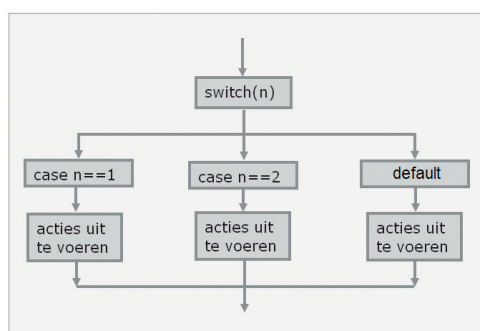 switch(n)
case n==1
case n==2
default
acties uit
te voeren
acties uit
te voeren
acties uit
te voeren